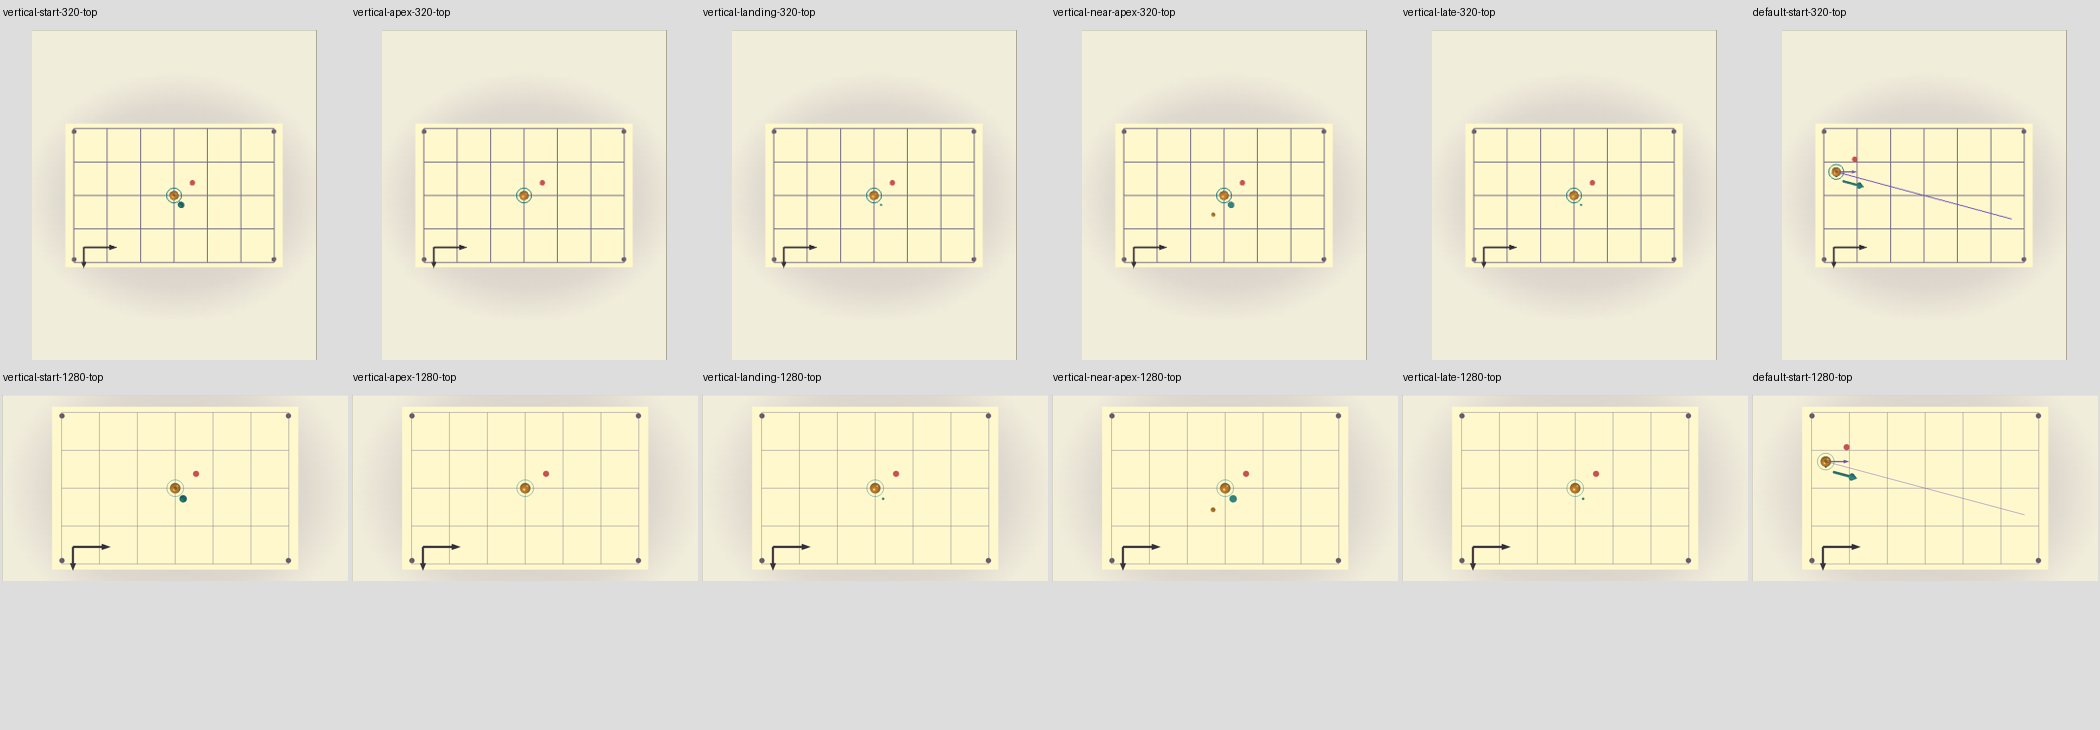 vertical-start-320-top
vertical-apex-320-top
vertical-landing-320-top
vertical-near-apex-320-top
vertical-late-320-top
default-start-320-top
vertical-start-1280-top
vertical-apex-1280-top
vertical-landing-1280-top
vertical-near-apex-1280-top
vertical-late-1280-top
default-start-1280-top